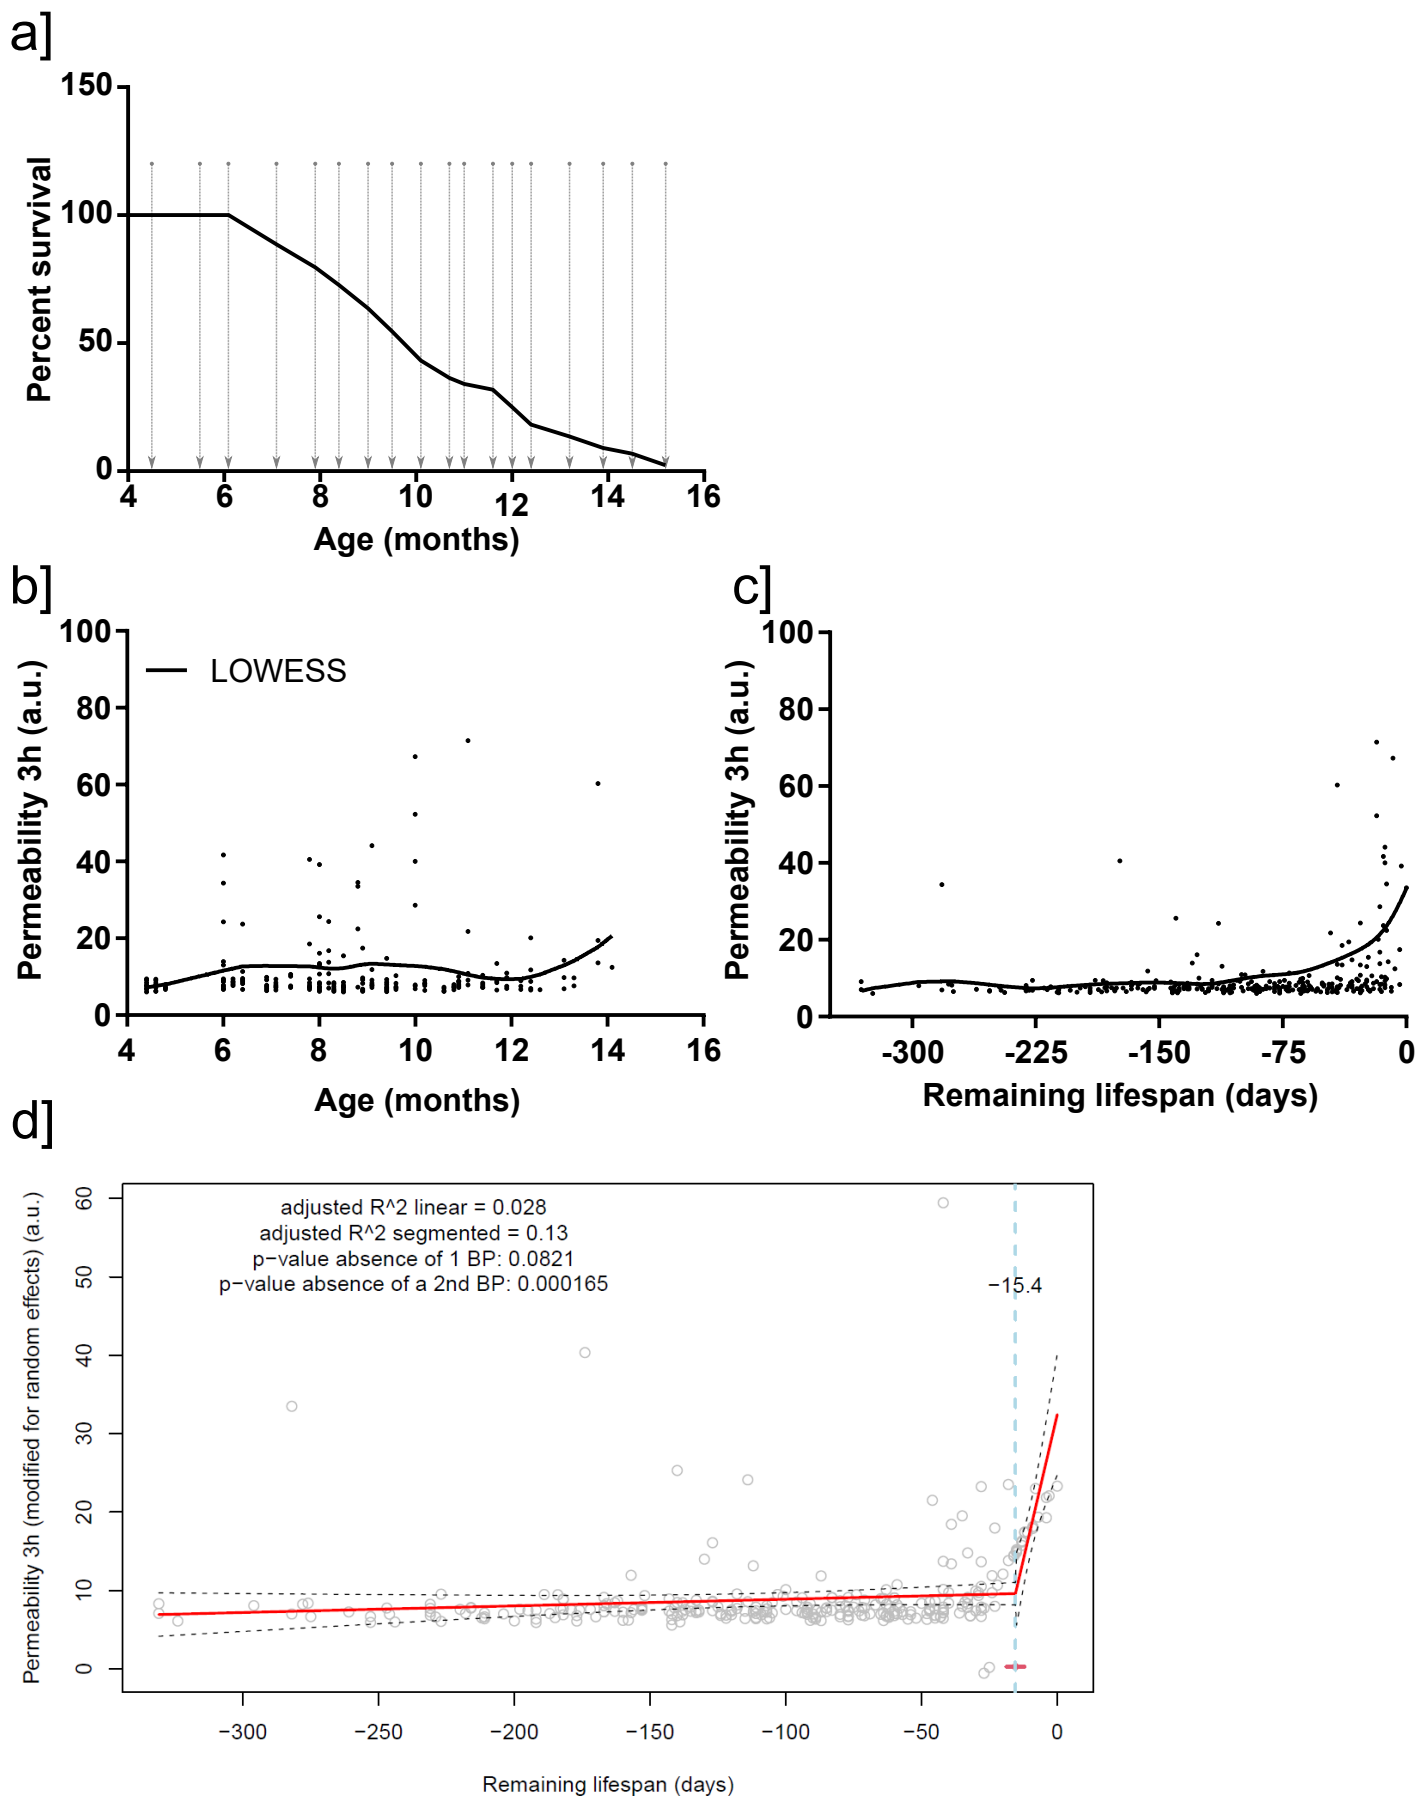 a]
150
100
50
0
Percent survival
4 6 8 10 12 14 16
Age (months)
b]
100
80
60
40
20
0
Permeability 3h (a.u.)
LOWESS
4 6 8 10 12 14 16
Age (months)
c]
100
80
60
40
20
0
Permeability 3h (a.u.)
-300 -225 -150 -75 0
Remaining lifespan (days)
d]
60
50
40
30
20
10
0
Permeability 3h (modified for random effects) (a.u.)
adjusted R^2 linear = 0.028
adjusted R^2 segmented = 0.13
p−value absence of 1 BP: 0.0821
p−value absence of a 2nd BP: 0.000165
−15.4
−300 −250 −200 −150 −100 −50 0
Remaining lifespan (days)